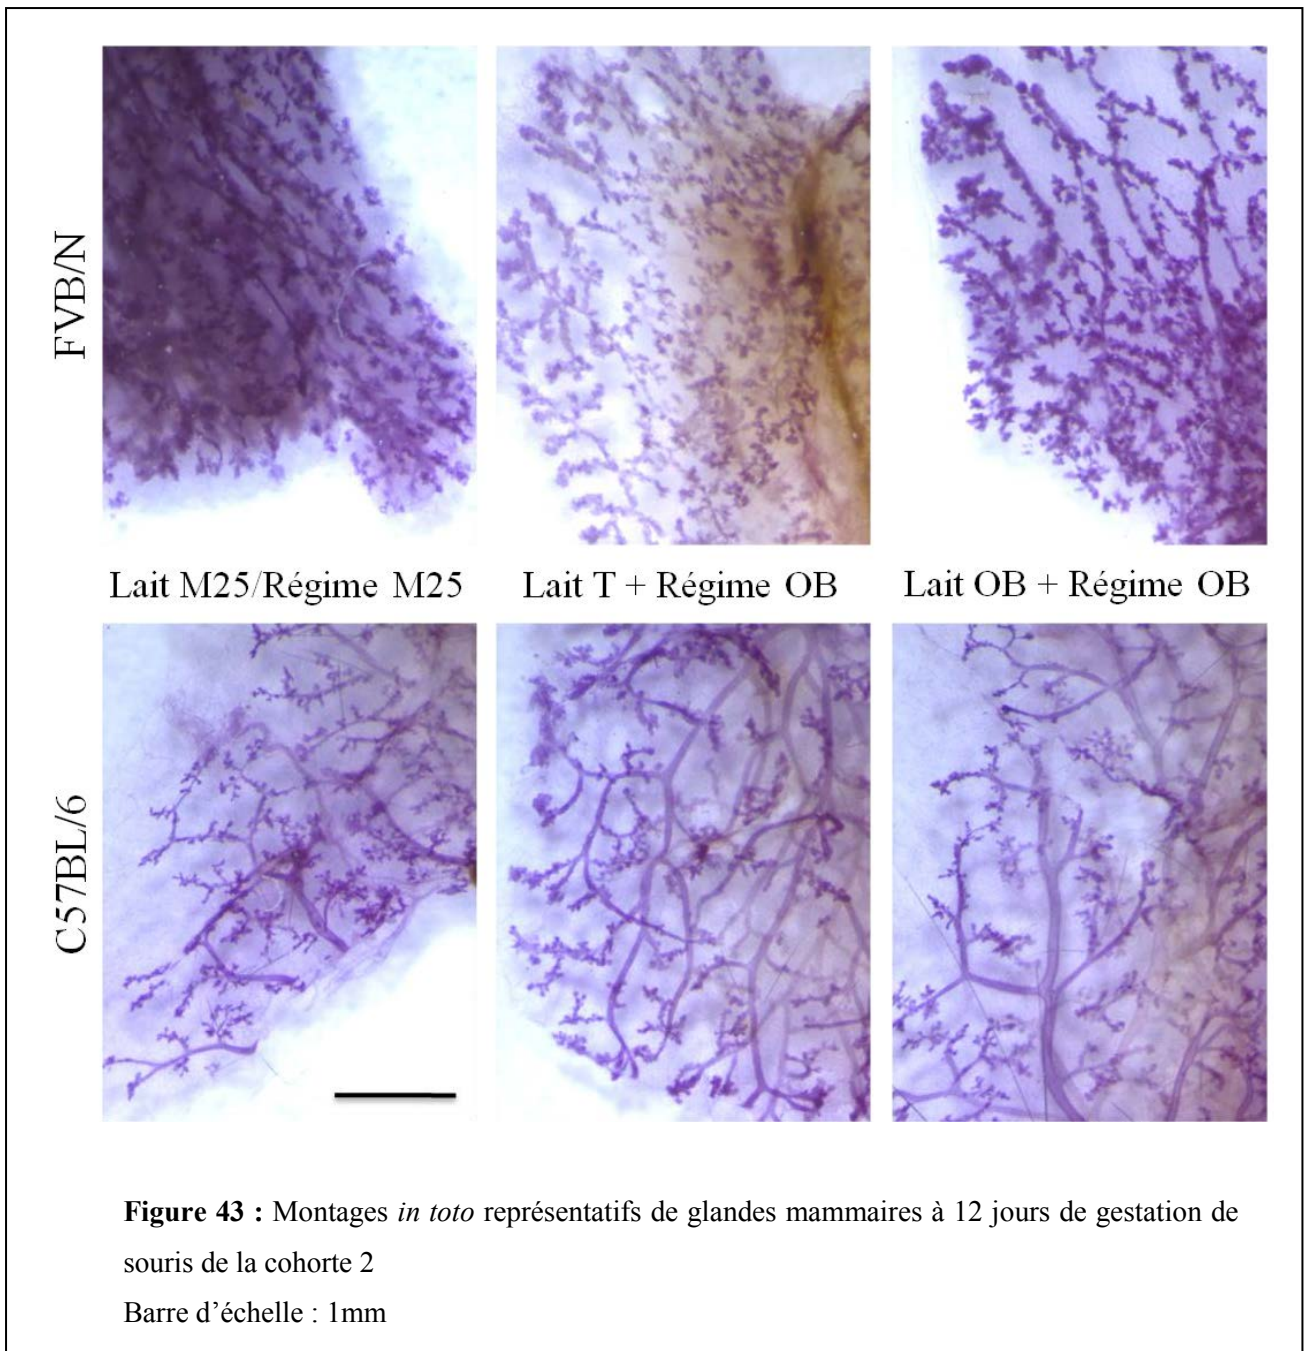 FVB/N
Lait M25/Régime M25
Lait T + Régime OB
Lait OB + Régime OB
C57BL/6
Figure 43 : Montages in toto représentatifs de glandes mammaires à 12 jours de gestation de
souris de la cohorte 2
Barre d’échelle : 1mm